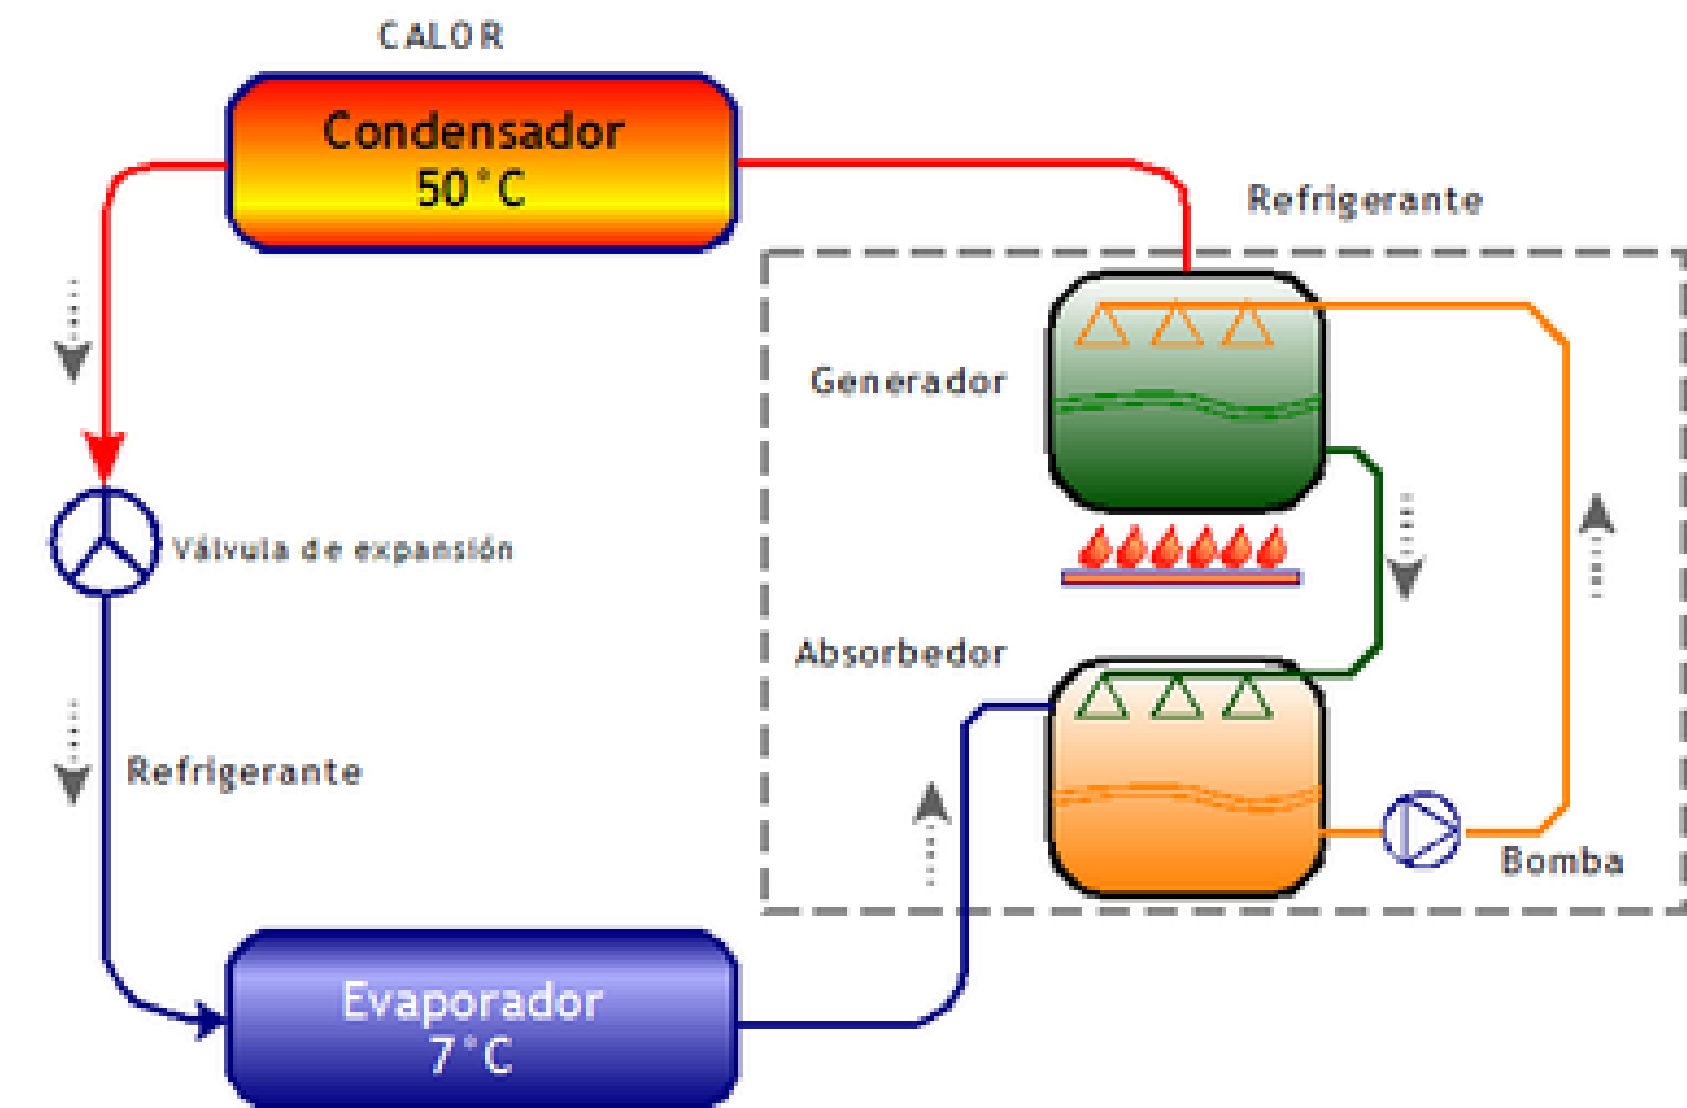 CALOR
Condensador
50°C
Refrigerante
Generador
Válvula de expansión
Absorbedor
Refrigerante
Bomba
Evaporador
7°C